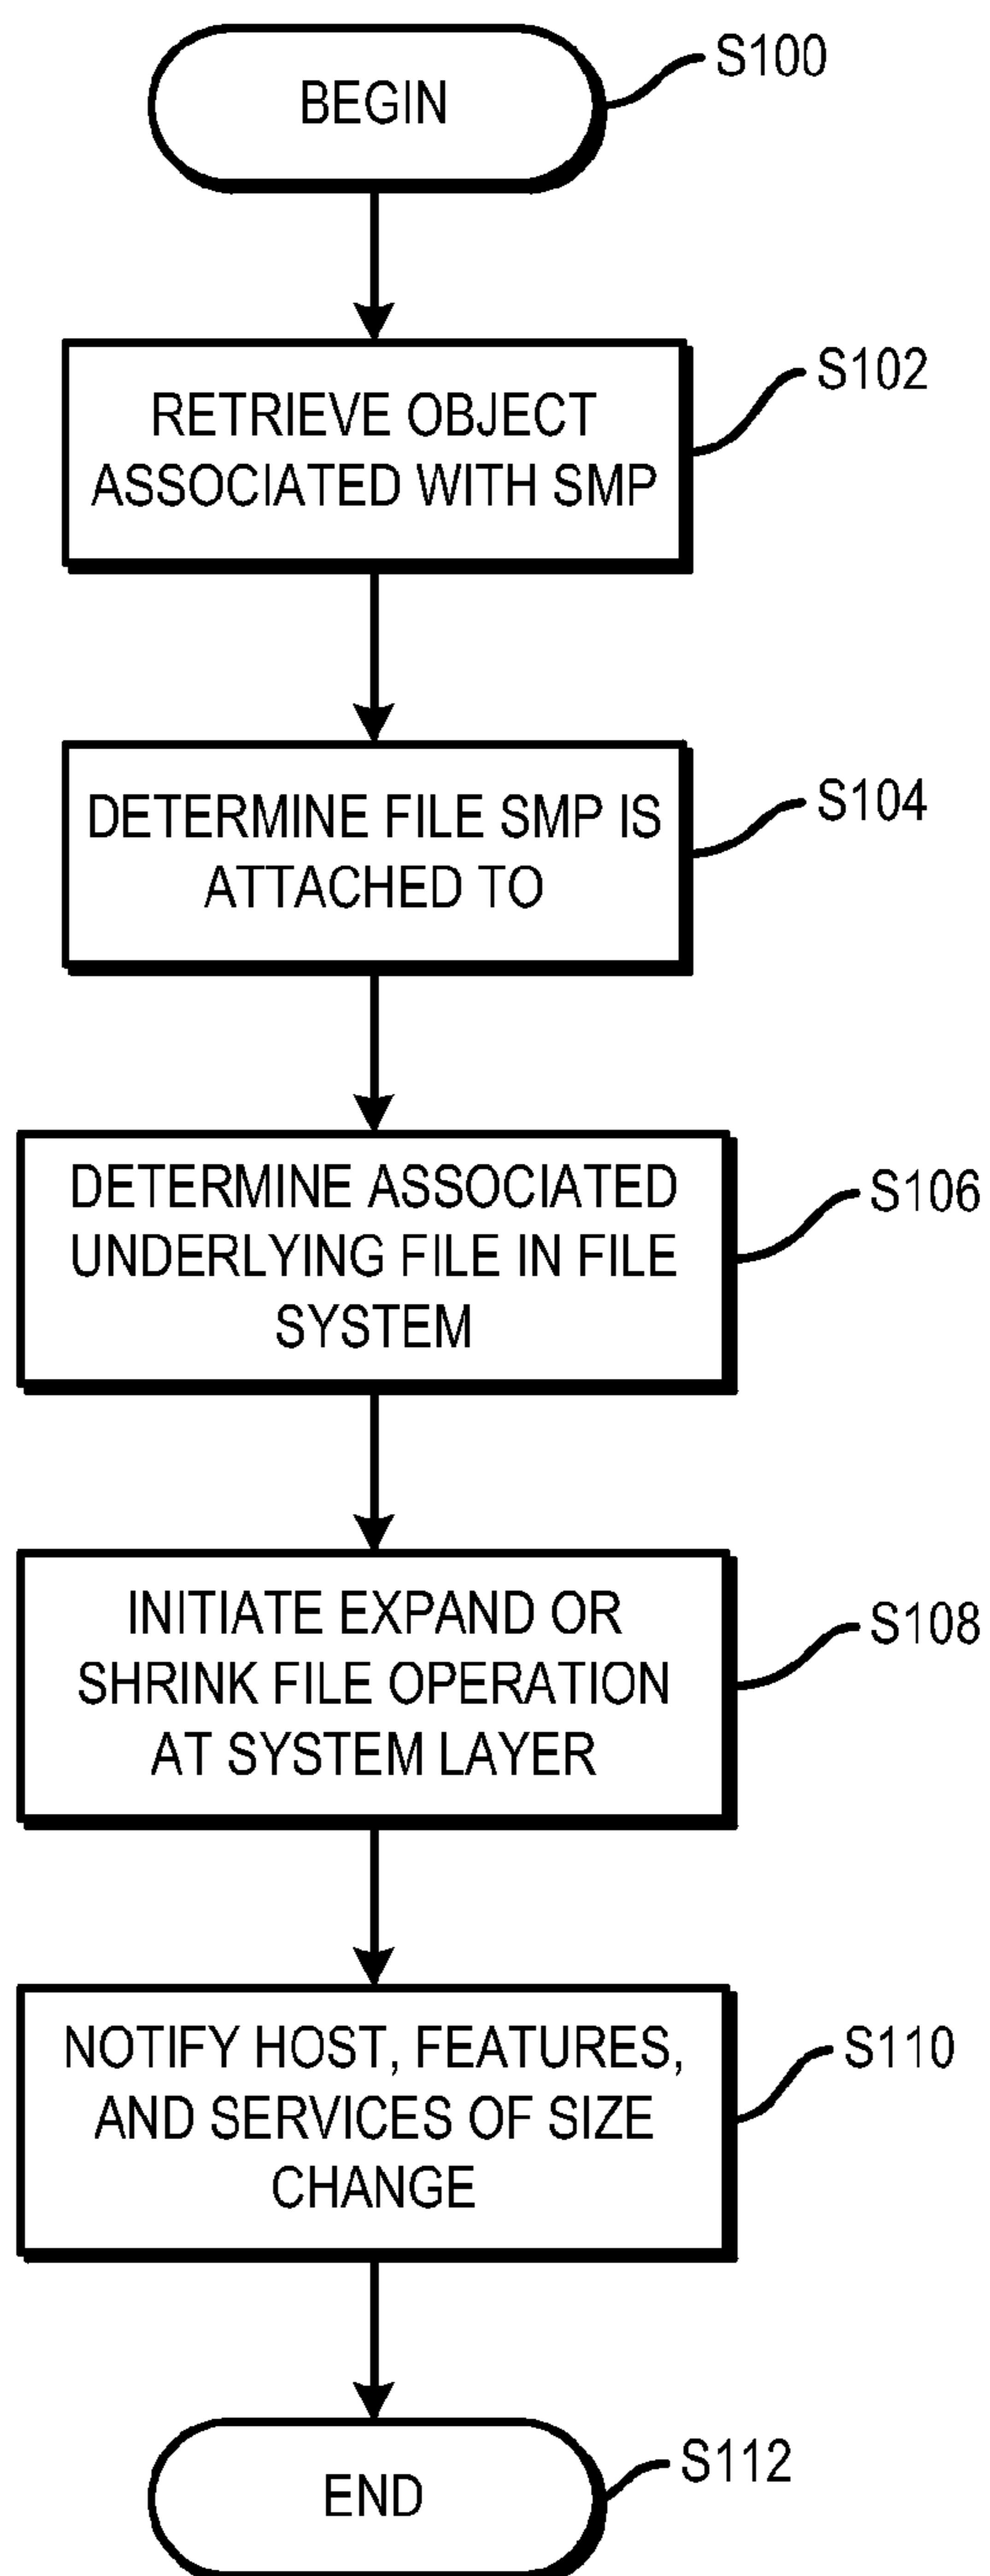 BEGIN
S100
RETRIEVE OBJECT
ASSOCIATED WITH SMP
S102
DETERMINE FILE SMP IS
ATTACHED TO
S104
DETERMINE ASSOCIATED
UNDERLYING FILE IN FILE
SYSTEM
S106
INITIATE EXPAND OR
SHRINK FILE OPERATION
AT SYSTEM LAYER
S108
NOTIFY HOST, FEATURES,
AND SERVICES OF SIZE
CHANGE
S110
END
S112